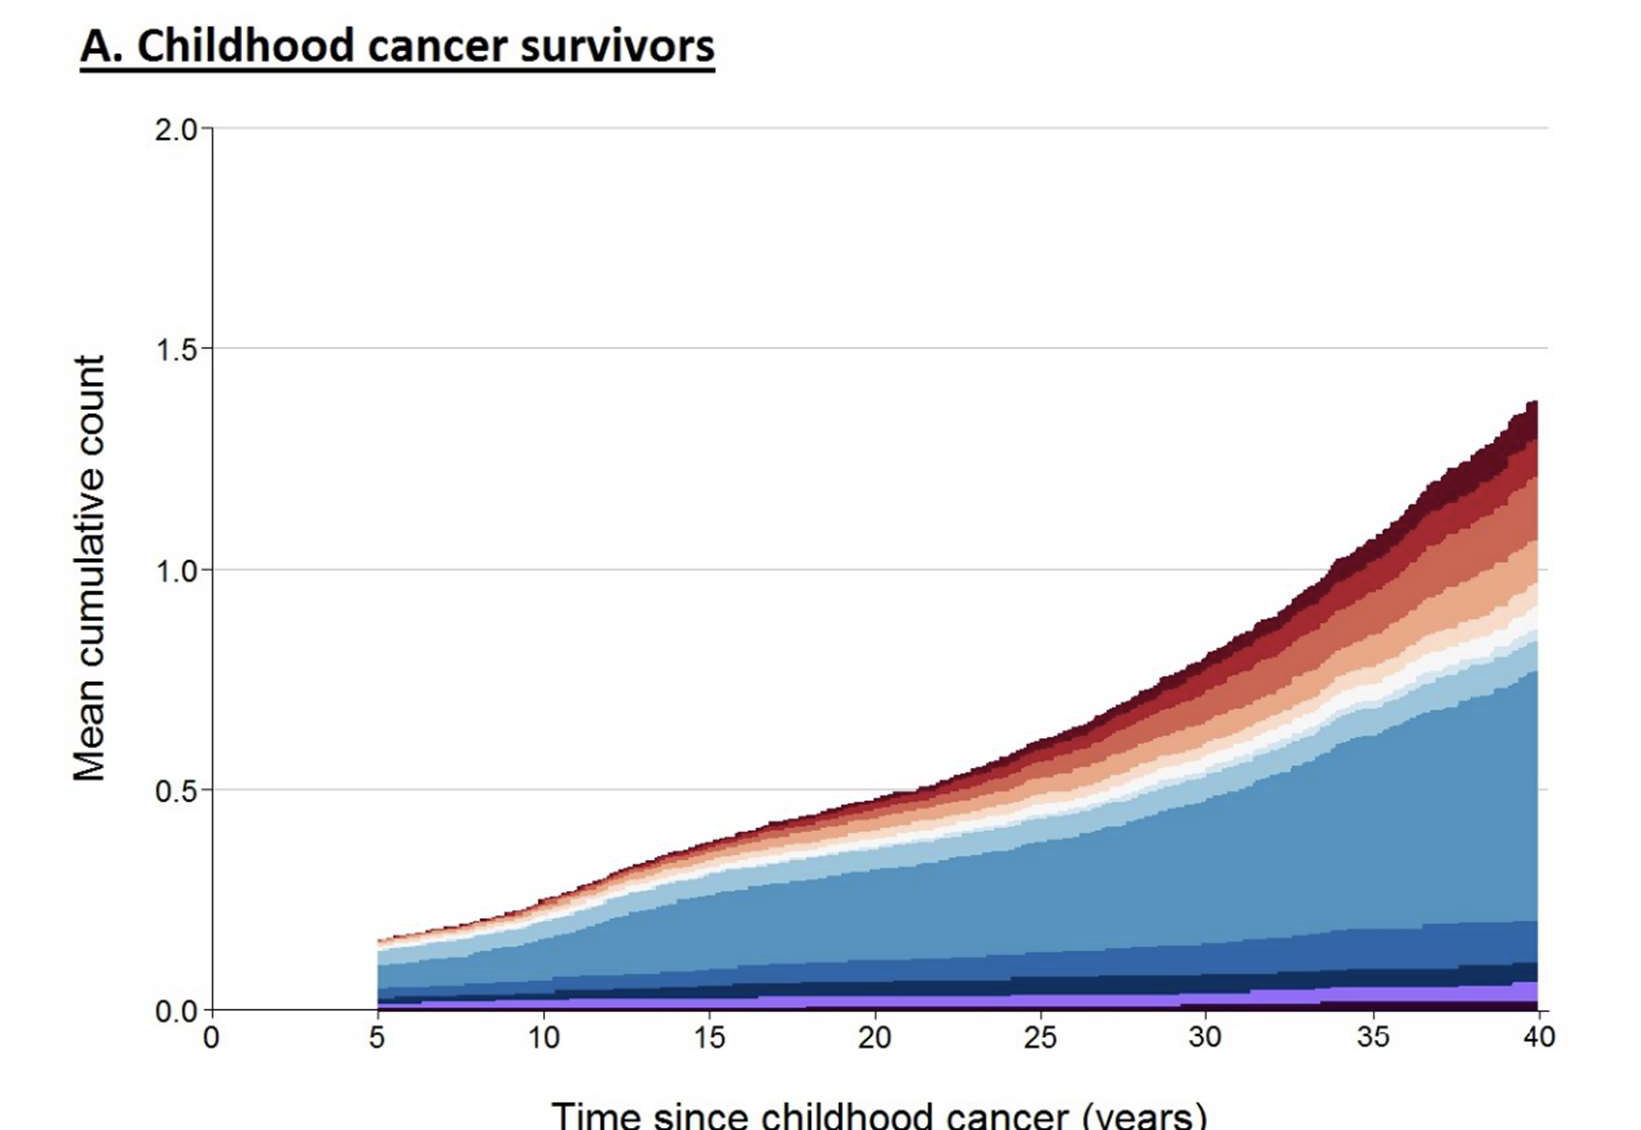 A. Childhood cancer survivors
2.0
1.5
1.0
0.5
0.0
Mean cumulative count
0 5 10 15 20 25 30 35 40
Time since childhood cancer (years)